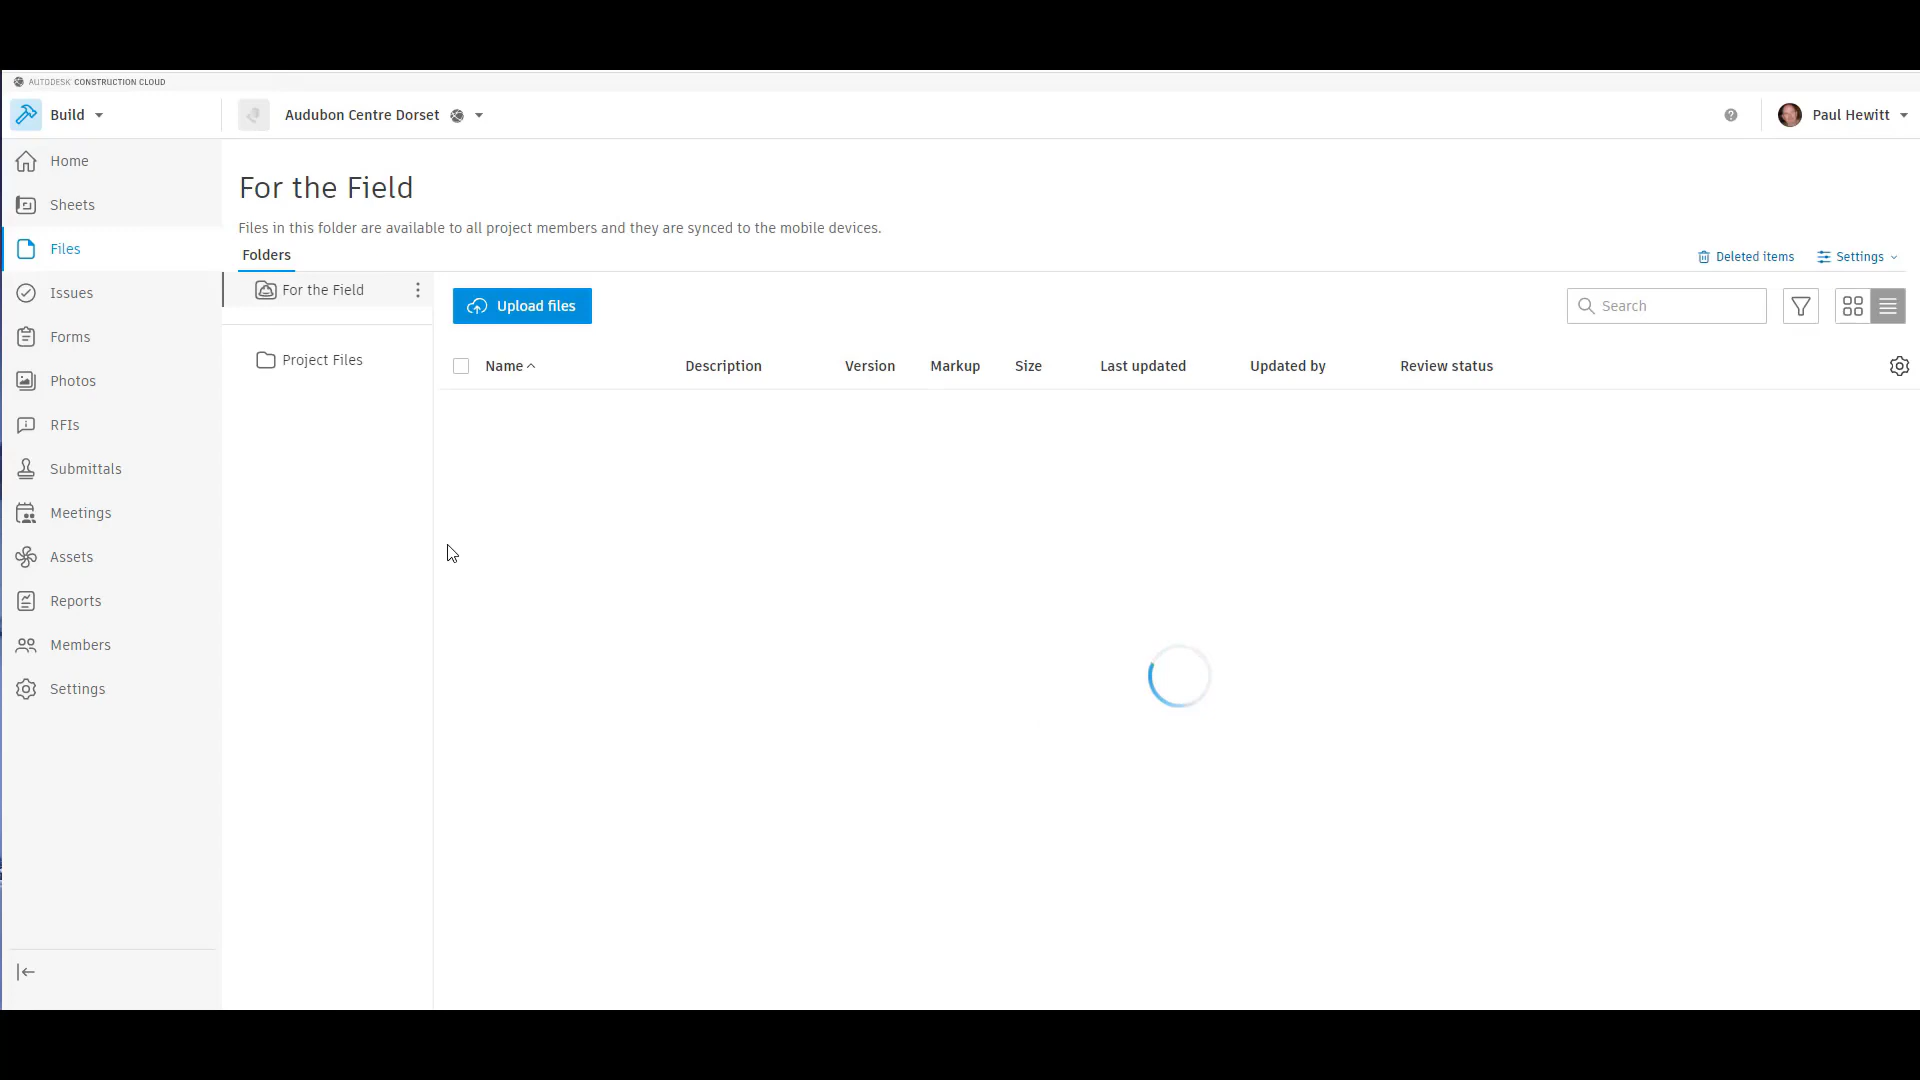 AUTODESK CONSTRUCTION CLOUD
Build
Audubon Centre Dorset
Paul Hewitt
Home
Sheets
Files
Issues
Forms
Photos
RFIs
Submittals
Meetings
Assets
Reports
Members
Settings
For the Field
Files in this folder are available to all project members and they are synced to the mobile devices.
Folders
Deleted items
Settings
For the Field
Project Files
Upload files
Search
Name
Description
Version
Markup
Size
Last updated
Updated by
Review status